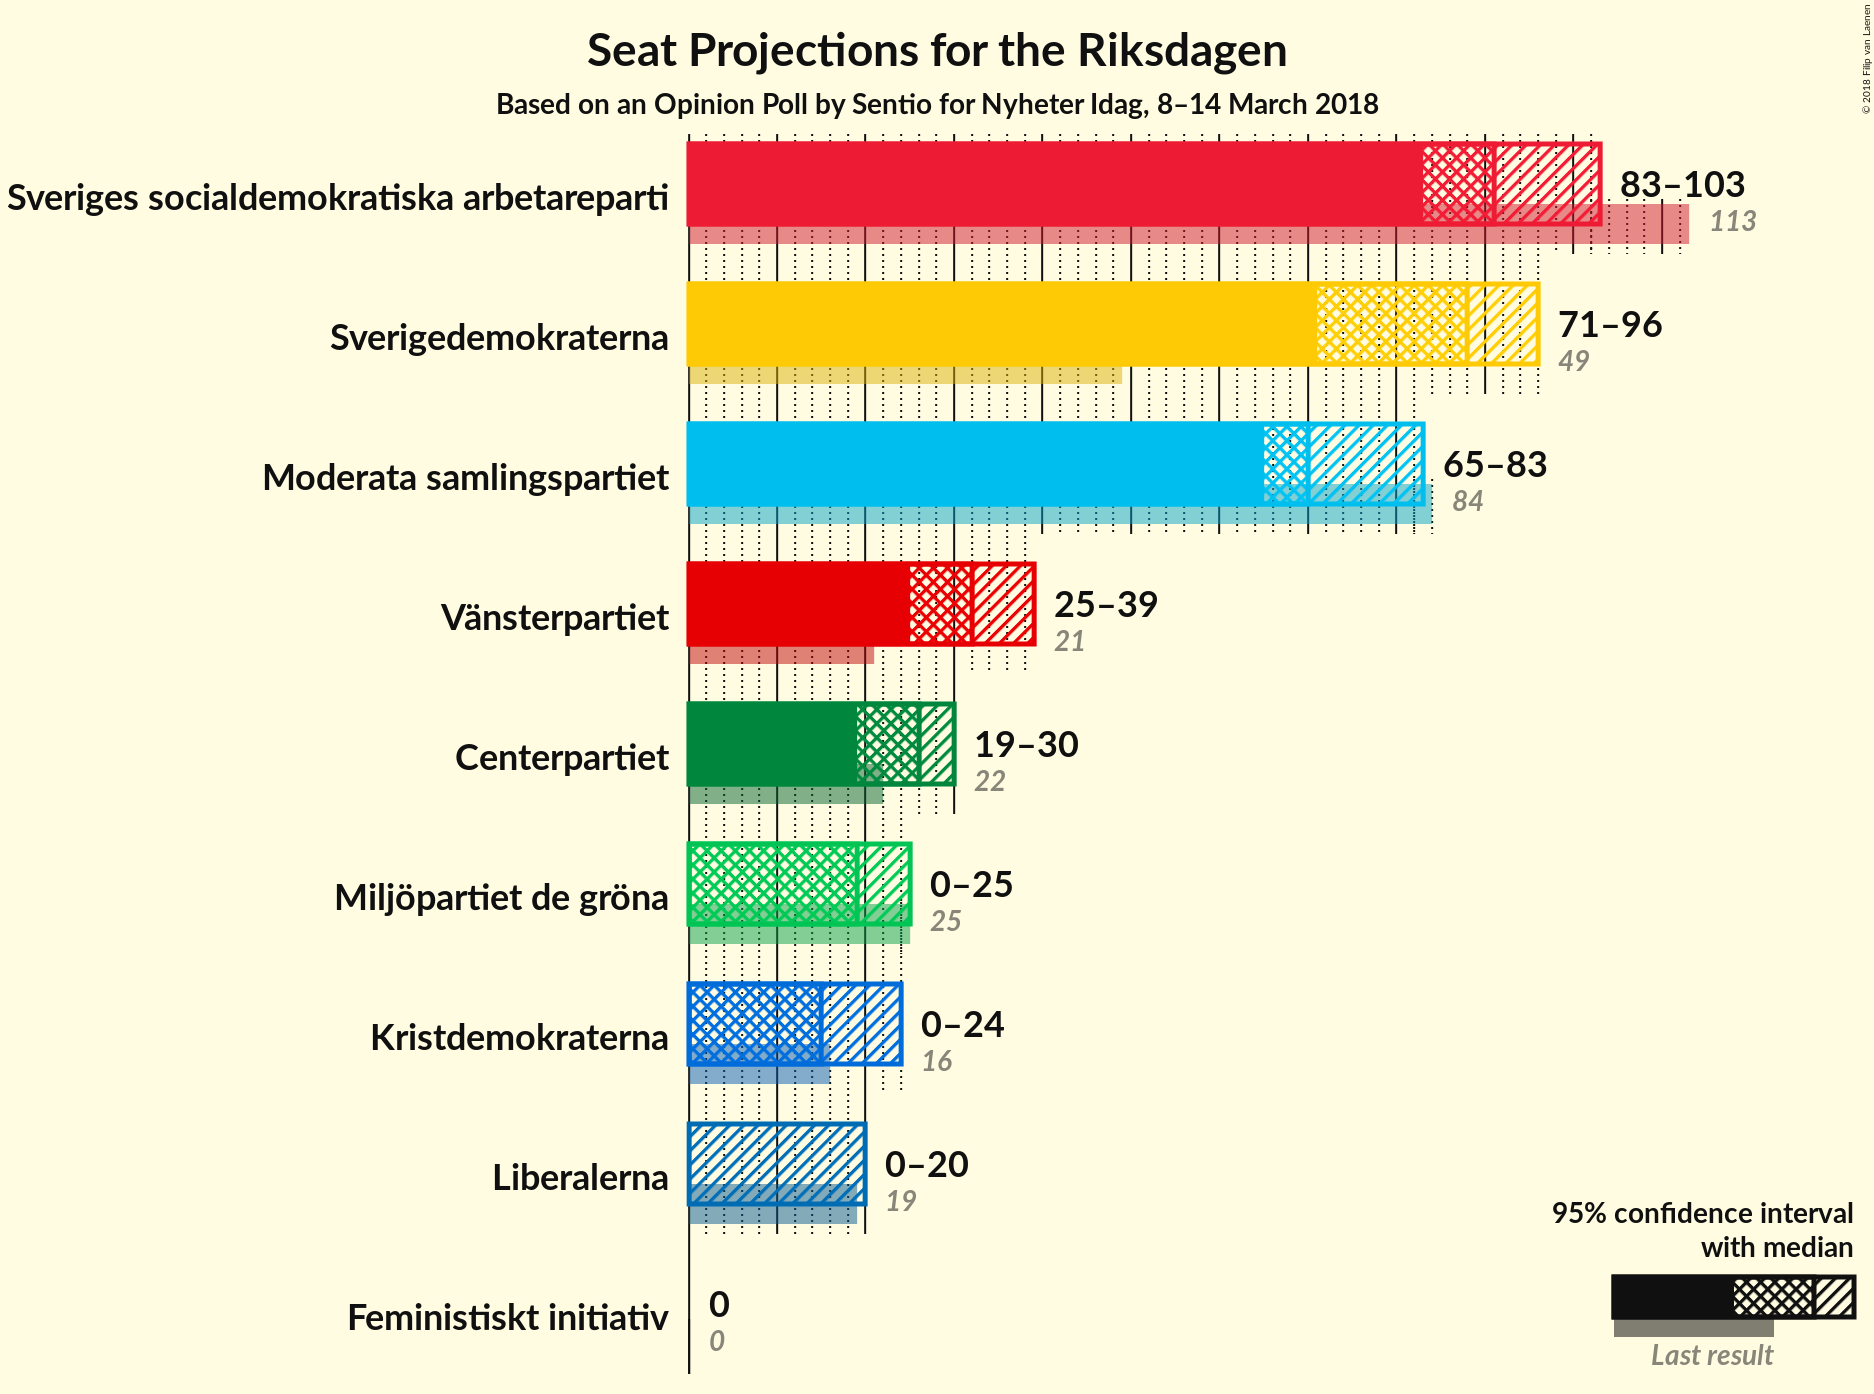 Seat Projections for the Riksdagen
Based on an Opinion Poll by Sentio for Nyheter Idag, 8–14 March 2018
© 2018 Filip van Laenen
Sveriges socialdemokratiska arbetareparti
83–103
113
Sverigedemokraterna
71–96
49
Moderata samlingspartiet
65–83
84
Vänsterpartiet
25–39
21
Centerpartiet
19–30
22
Miljöpartiet de gröna
0–25
25
Kristdemokraterna
0–24
16
Liberalerna
0–20
19
Feministiskt initiativ
0
0
95% confidence interval
with median
Last result